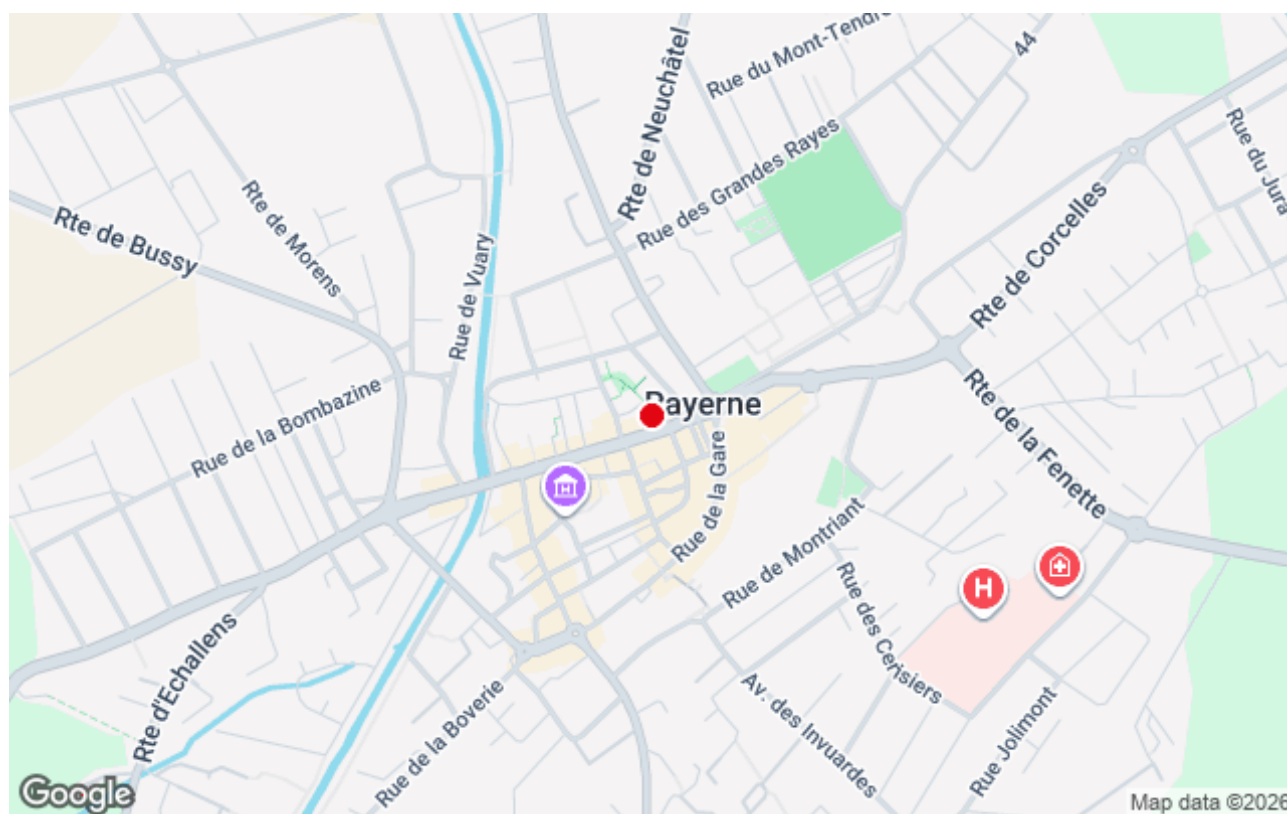 Rue du Mont-Tendre
44
Rte de Neuchâtel
Rue des Grandes Rayes
Rue du Jura
Rte de Morens
Rte de Bussy
Rue de Vuary
Rte de Corcelles
Payerne
Rue de la Bombazine
Rte de la Fenette
Rue de la Gare
Rue de Montriant
H
H
Rue des Cerisiers
Rte d'Echallens
Rue de la Boverie
Av. des Invuardes
Rue Jolimont
Google
Map data ©2026